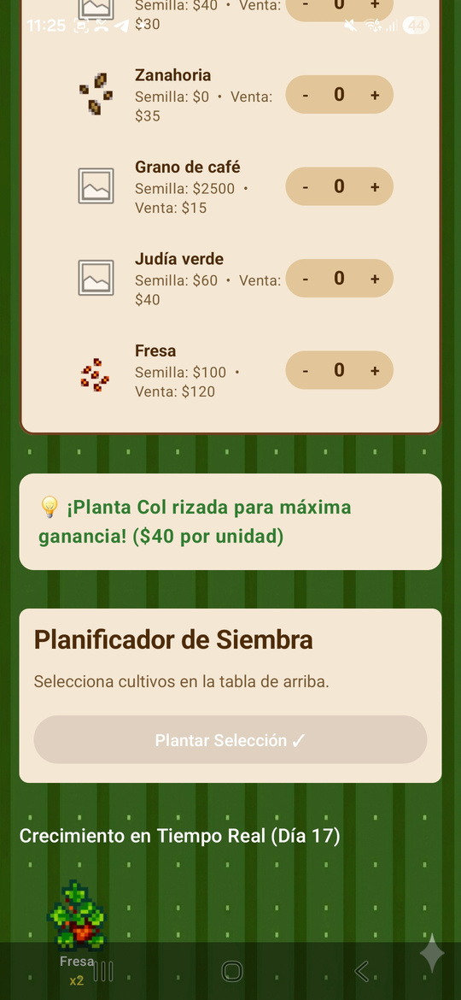 Semilla: $40 • Venta:
$30
- 0 +
11:25
44
Zanahoria
Semilla: $0 • Venta:
$35
- 0 +
Grano de café
Semilla: $2500 •
Venta: $15
- 0 +
Judía verde
Semilla: $60 • Venta:
$40
- 0 +
Fresa
Semilla: $100 •
Venta: $120
- 0 +
💡 ¡Planta Col rizada para máxima
ganancia! ($40 por unidad)
Planificador de Siembra
Selecciona cultivos en la tabla de arriba.
Plantar Selección ✓
Crecimiento en Tiempo Real (Día 17)
Fresa
x2